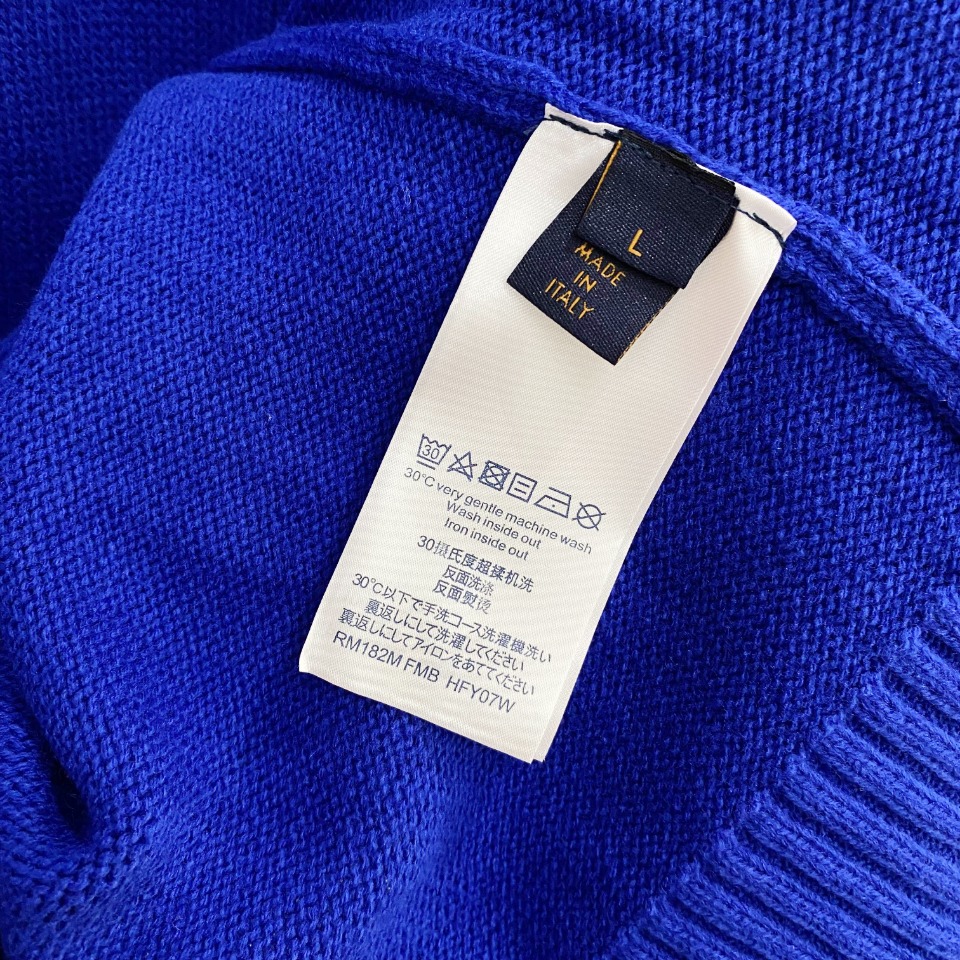 L
MADE
IN
ITALY
30
30°C very gentle machine wash
Wash inside out
Iron inside out
30摄氏度超揉机洗
反面洗涤
反面熨烫
30℃以下で手洗コース洗濯機洗い
裏返しにして洗濯してください
裏返しにしてアイロンをあててください
RM182M FMB HFY07W